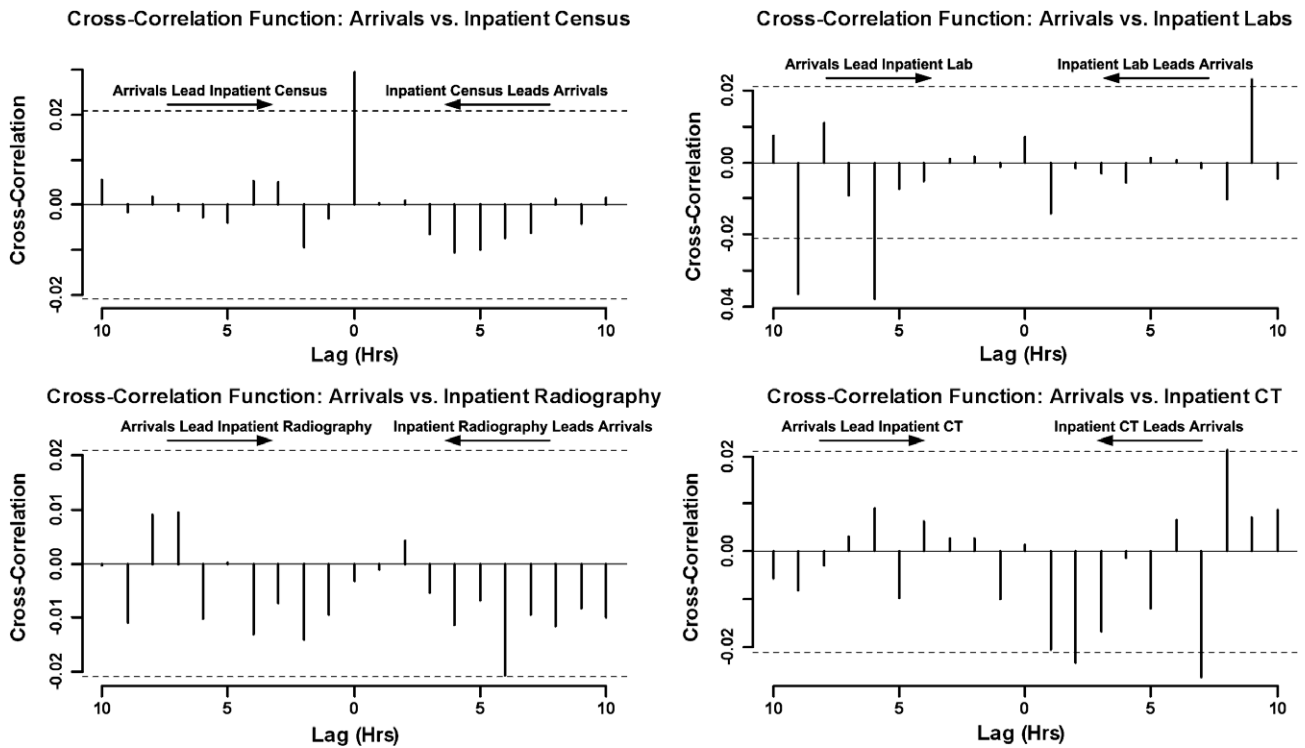 Cross-Correlation Function: Arrivals vs. Inpatient Census
Arrivals Lead Inpatient Census
Inpatient Census Leads Arrivals
Cross-Correlation
0.02
0.00
-0.02
10
5
0
5
10
Lag (Hrs)
Cross-Correlation Function: Arrivals vs. Inpatient Labs
Arrivals Lead Inpatient Lab
Inpatient Lab Leads Arrivals
Cross-Correlation
0.02
0.00
-0.02
0.04
10
5
0
5
10
Lag (Hrs)
Cross-Correlation Function: Arrivals vs. Inpatient Radiography
Arrivals Lead Inpatient Radiography
Inpatient Radiography Leads Arrivals
Cross-Correlation
0.02
0.01
0.00
-0.01
-0.02
10
5
0
5
10
Lag (Hrs)
Cross-Correlation Function: Arrivals vs. Inpatient CT
Arrivals Lead Inpatient CT
Inpatient CT Leads Arrivals
Cross-Correlation
0.02
0.00
-0.02
10
5
0
5
10
Lag (Hrs)